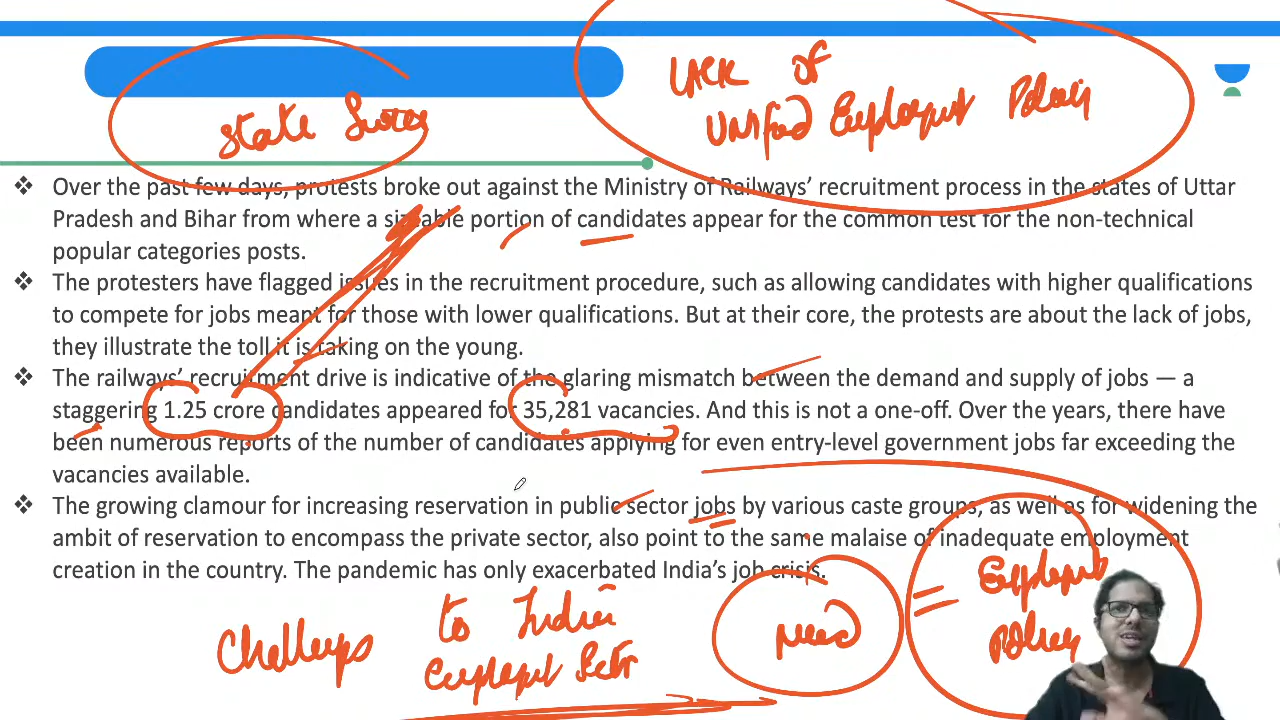 LACK OF
Unified Employment Policy
State
❖ Over the past few days, protests broke out against the Ministry of Railways’ recruitment process in the states of Uttar
Pradesh and Bihar from where a sizeable portion of candidates appear for the common test for the non-technical
popular categories posts.
❖ The protesters have flagged issues in the recruitment procedure, such as allowing candidates with higher qualifications
to compete for jobs meant for those with lower qualifications. But at their core, the protests are about the lack of jobs,
they illustrate the toll it is taking on the young.
❖ The railways’ recruitment drive is indicative of the glaring mismatch between the demand and supply of jobs — a
staggering 1.25 crore candidates appeared for 35,281 vacancies. And this is not a one-off. Over the years, there have
been numerous reports of the number of candidates applying for even entry-level government jobs far exceeding the
vacancies available.
❖ The growing clamour for increasing reservation in public sector jobs by various caste groups, as well as for widening the
ambit of reservation to encompass the private sector, also point to the same malaise of inadequate employment
creation in the country. The pandemic has only exacerbated India’s job crisis.
Challenges to Indian
Employment Sector
Need = Employment
Policy